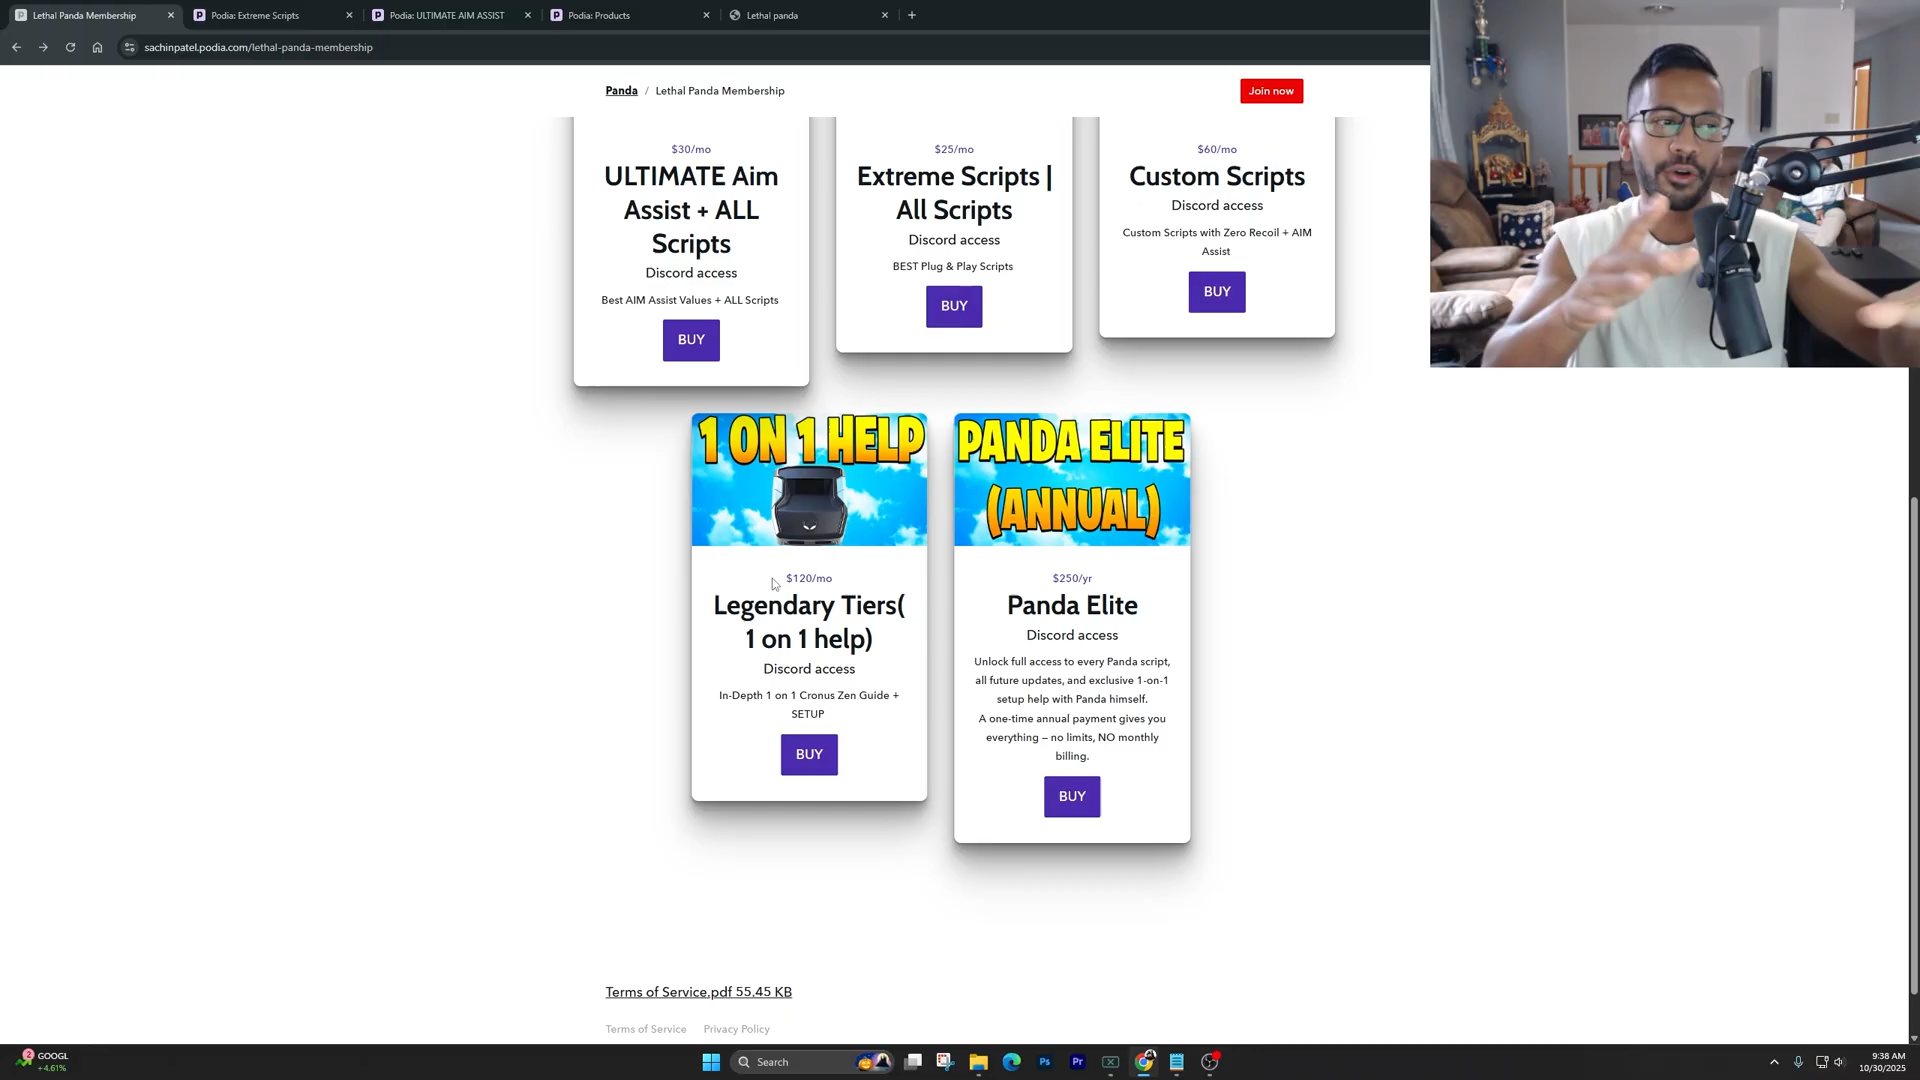 Lethal Panda Membership
Podia: Extreme Scripts
Podia: ULTIMATE AIM ASSIST
Podia: Products
Lethal panda
sachinpatel.podia.com/lethal-panda-membership
Panda / Lethal Panda Membership
Join now
$30/mo
ULTIMATE Aim
Assist + ALL
Scripts
Discord access
Best AIM Assist Values + ALL Scripts
BUY
$25/mo
Extreme Scripts |
All Scripts
Discord access
BEST Plug & Play Scripts
BUY
$60/mo
Custom Scripts
Discord access
Custom Scripts with Zero Recoil + AIM
Assist
BUY
1 ON 1 HELP
$120/mo
Legendary Tiers(
1 on 1 help)
Discord access
In-Depth 1 on 1 Cronus Zen Guide +
SETUP
BUY
PANDA ELITE
(ANNUAL)
$250/yr
Panda Elite
Discord access
Unlock full access to every Panda script,
all future updates, and exclusive 1-on-1
setup help with Panda himself.
A one-time annual payment gives you
everything – no limits, NO monthly
billing.
BUY
Terms of Service.pdf 55.45 KB
Terms of Service
Privacy Policy
2
GOOGL
+4.61%
Search
Ps
Pr
9:38 AM
10/30/2025